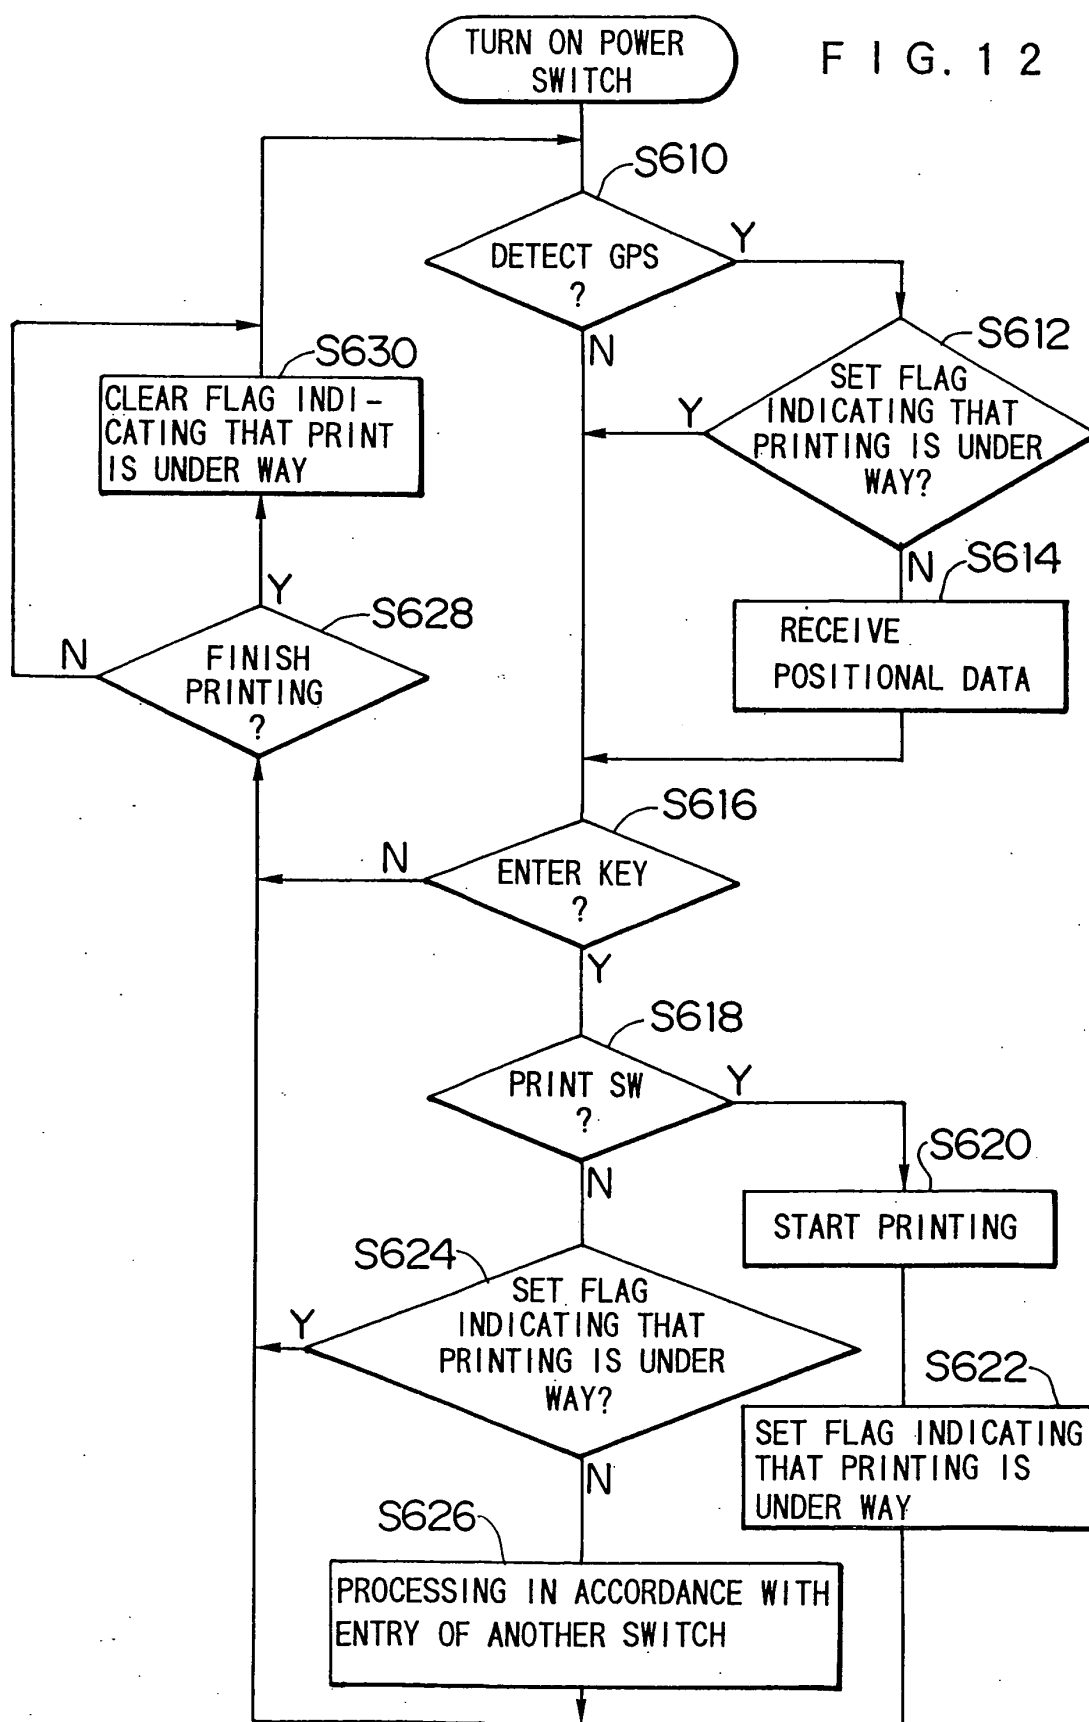 TURN ON POWER
SWITCH
F I G. 1 2
S610
DETECT GPS
?
Y
N
S612
SET FLAG
INDICATING THAT
PRINTING IS UNDER
WAY?
Y
N
S630
CLEAR FLAG INDI-
CATING THAT PRINT
IS UNDER WAY
S614
RECEIVE
POSITIONAL DATA
Y
S628
N
FINISH
PRINTING
?
S616
N
ENTER KEY
?
Y
S618
PRINT SW
?
Y
N
S620
START PRINTING
S624
SET FLAG
INDICATING THAT
PRINTING IS UNDER
WAY?
Y
N
S622
SET FLAG INDICATING
THAT PRINTING IS
UNDER WAY
S626
PROCESSING IN ACCORDANCE WITH
ENTRY OF ANOTHER SWITCH